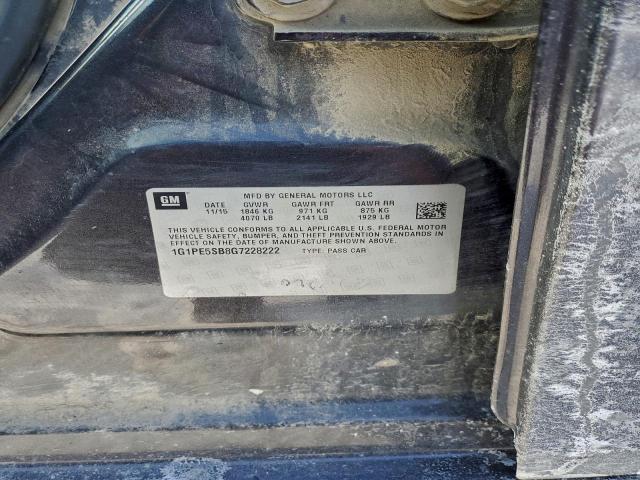 GM
MFD BY GENERAL MOTORS LLC
DATE GVWR GAWR FRT GAWR RR
11/15 1846 KG 971 KG 875 KG
4070 LB 2141 LB 1929 LB
THIS VEHICLE CONFORMS TO ALL APPLICABLE U.S. FEDERAL MOTOR
VEHICLE SAFETY, BUMPER, AND THEFT PREVENTION STANDARDS IN
EFFECT ON THE DATE OF MANUFACTURE SHOWN ABOVE.
1G1PE5SB8G7228222 TYPE: PASS CAR